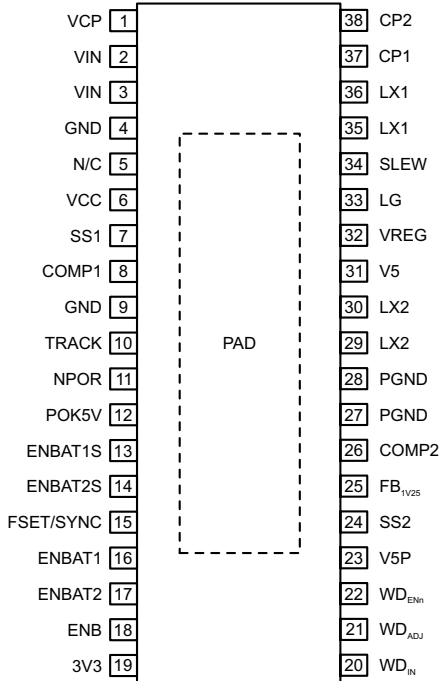 VCP 1
VIN 2
VIN 3
GND 4
N/C 5
VCC 6
SS1 7
COMP1 8
GND 9
TRACK 10
NPOR 11
POK5V 12
ENBAT1S 13
ENBAT2S 14
FSET/SYNC 15
ENBAT1 16
ENBAT2 17
ENB 18
3V3 19
PAD
38 CP2
37 CP1
36 LX1
35 LX1
34 SLEW
33 LG
32 VREG
31 V5
30 LX2
29 LX2
28 PGND
27 PGND
26 COMP2
25 FB1V25
24 SS2
23 V5P
22 WDENn
21 WDADJ
20 WDIN